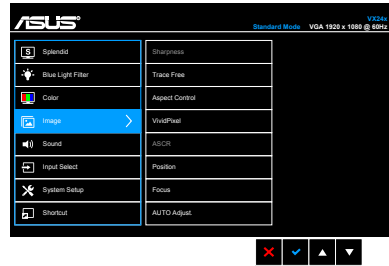 ASUS
VX24x
Standard Mode VGA 1920 x 1080 @ 60Hz
S Splendid
Blue Light Filter
Color
Image
Sound
Input Select
System Setup
Shortcut
Sharpness
Trace Free
Aspect Control
VividPixel
ASCR
Position
Focus
AUTO Adjust.